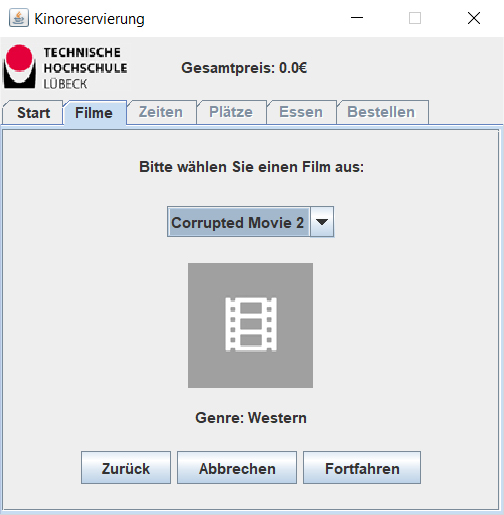 Kinoreservierung
TECHNISCHE
HOCHSCHULE
LÜBECK
Gesamtpreis: 0.0€
Start Filme Zeiten Plätze Essen Bestellen
Bitte wählen Sie einen Film aus:
Corrupted Movie 2
Genre: Western
Zurück Abbrechen Fortfahren